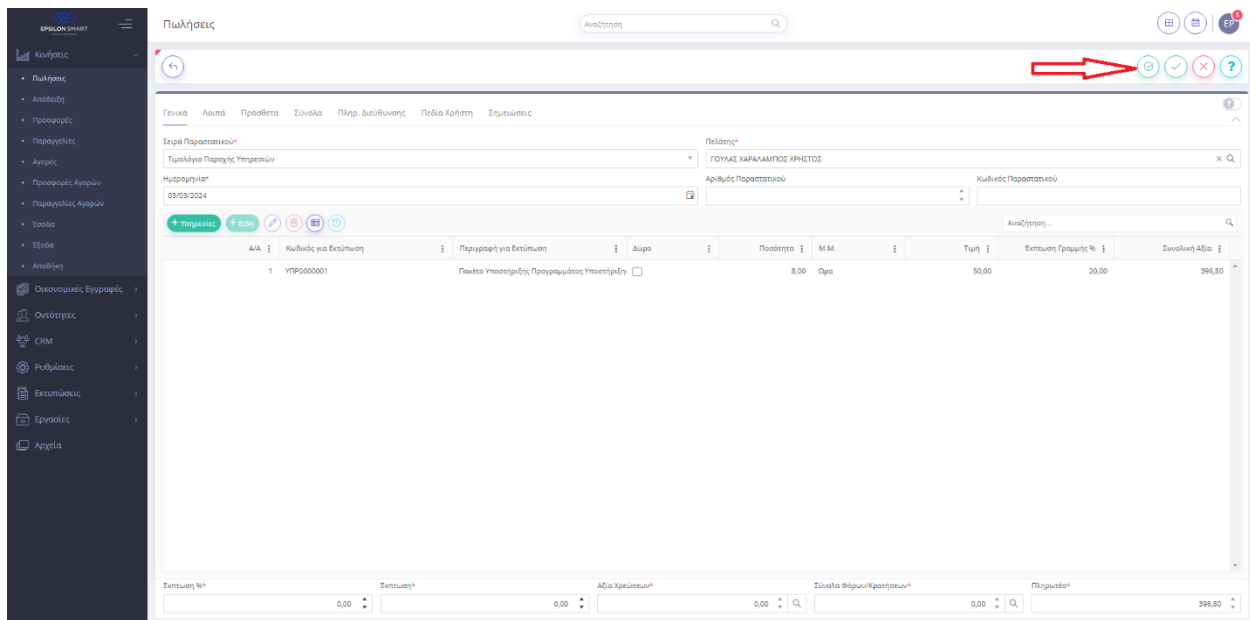 EPSILON SMART
Πωλήσεις
Αναζήτηση
EP
5
Κινήσεις
Πωλήσεις
Απόδειξη
Προσφορές
Παραγγελίες
Αγορές
Προσφορές Αγορών
Παραγγελίες Αγορών
Έσοδα
Έξοδα
Αποθήκη
Οικονομικές Εγγραφές
Οντότητες
CRM
Ρυθμίσεις
Εκτυπώσεις
Εργασίες
Αρχεία
?
Γενικά Λοιπά Πρόσθετα Σύνολα Πληρ. Διεύθυνσης Πεδία Χρήστη Σημειώσεις
Σειρά Παραστατικού* Πελάτης*
Τιμολόγιο Παροχής Υπηρεσιών ΓΟΥΛΑΣ ΧΑΡΑΛΑΜΠΟΣ ΧΡΗΣΤΟΣ
Ημερομηνία* Αριθμός Παραστατικού Κωδικός Παραστατικού
03/03/2024
+ Υπηρεσίες + Είδη Αναζήτηση...
Α/Α Κωδικός για Εκτύπωση Περιγραφή για Εκτύπωση Δώρο Ποσότητα Μ.Μ. Τιμή Έκπτωση Γραμμής % Συνολική Αξία
1 ΥΠΡ0000001 Πακέτο Υποστήριξης Προγραμμάτος Υποστήριξη 8,00 Ώρα 50,00 20,00 396,80
Έκπτωση %* Έκπτωση* Αξία Χρεώσεων* Σύνολα Φόρων/Κρατήσεων* Πληρωτέο*
0,00 0,00 0,00 0,00 396,80